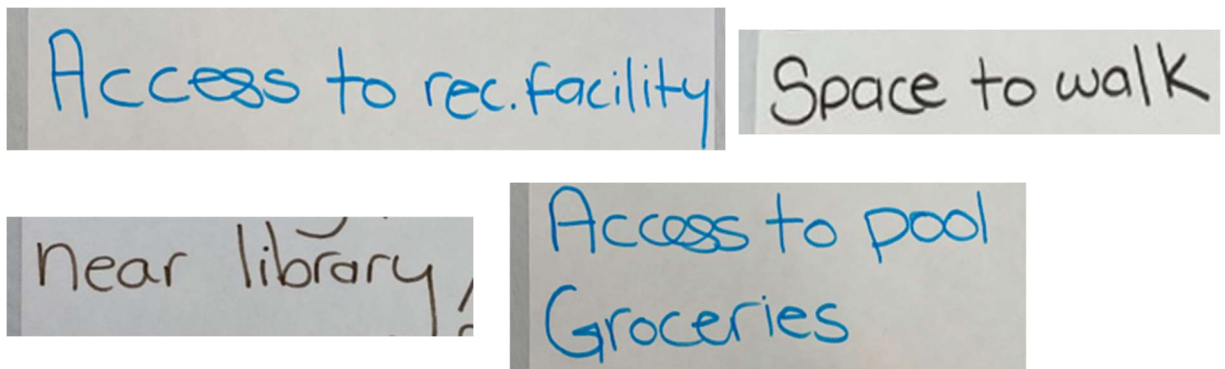 Access to rec. facility
Space to walk
near library
Access to pool
Groceries